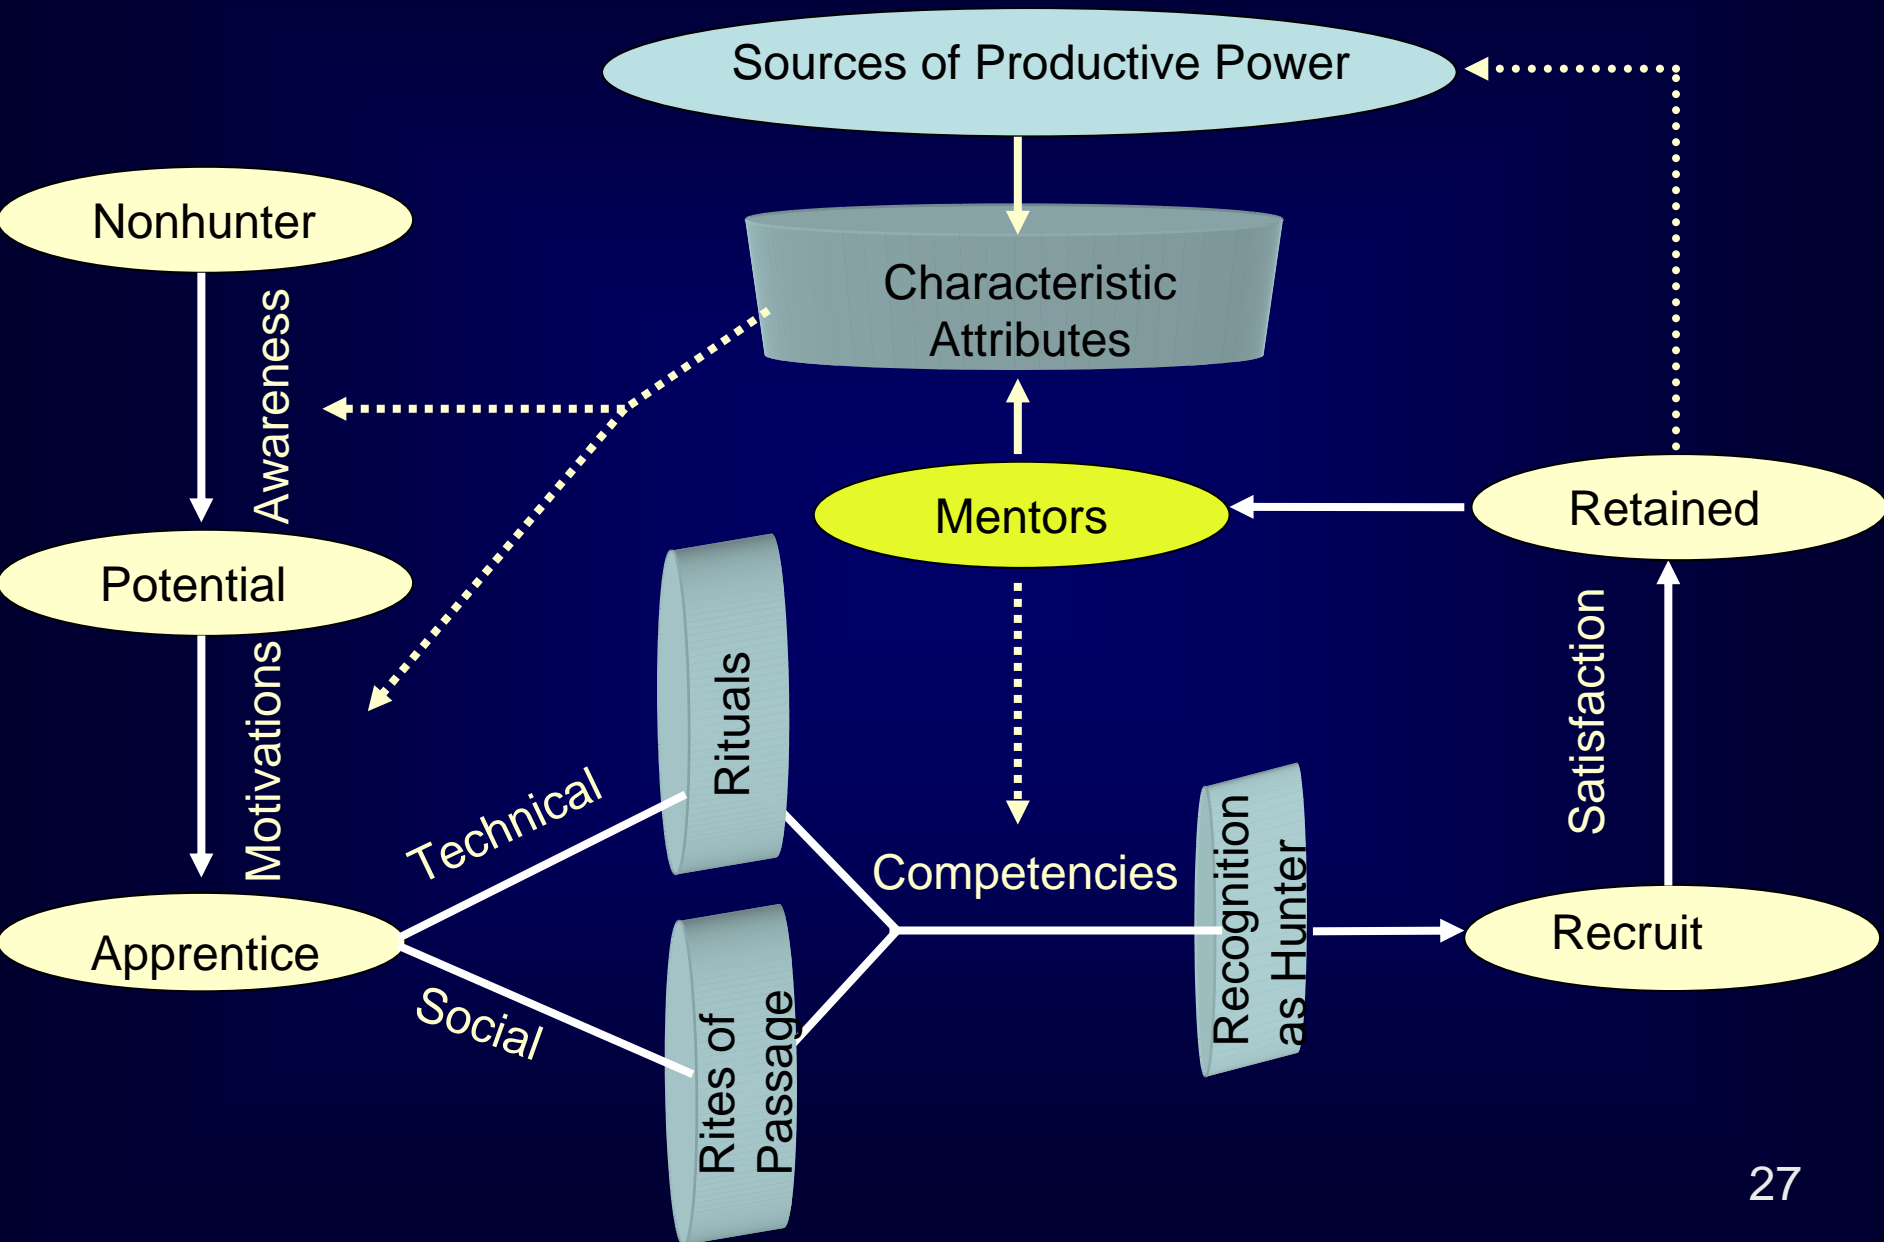 Sources of Productive Power
Nonhunter
Characteristic
Attributes
Awareness
Mentors
Retained
Potential
Motivations
Rituals
Satisfaction
Technical
Competencies
Recognition
as Hunter
Apprentice
Recruit
Social
Rites of
Passage
27